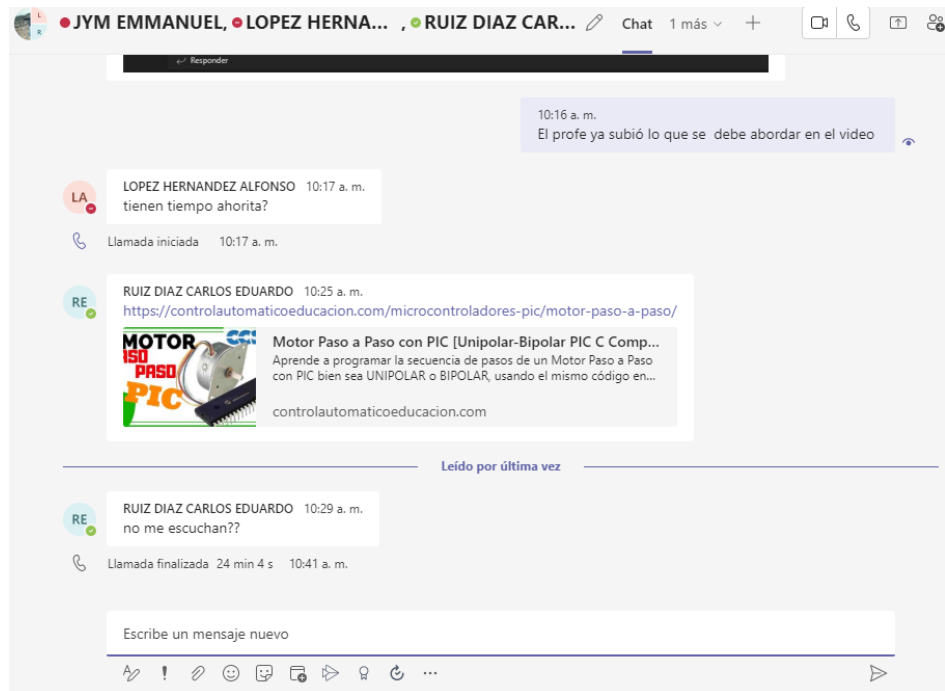 JYM EMMANUEL, LOPEZ HERNA... , RUIZ DIAZ CAR... Chat 1 más
L
R
Responder
10:16 a. m.
El profe ya subió lo que se debe abordar en el video
LA
LOPEZ HERNANDEZ ALFONSO 10:17 a. m.
tienen tiempo ahorita?
Llamada iniciada 10:17 a. m.
RE
RUIZ DIAZ CARLOS EDUARDO 10:25 a. m.
https://controlautomaticoeducacion.com/microcontroladores-pic/motor-paso-a-paso/
MOTOR CCS
PASO
PASO
PIC
Motor Paso a Paso con PIC [Unipolar-Bipolar PIC C Comp...
Aprende a programar la secuencia de pasos de un Motor Paso a Paso
con PIC bien sea UNIPOLAR o BIPOLAR, usando el mismo código en...
controlautomaticoeducacion.com
Leído por última vez
RE
RUIZ DIAZ CARLOS EDUARDO 10:29 a. m.
no me escuchan??
Llamada finalizada 24 min 4 s 10:41 a. m.
Escribe un mensaje nuevo